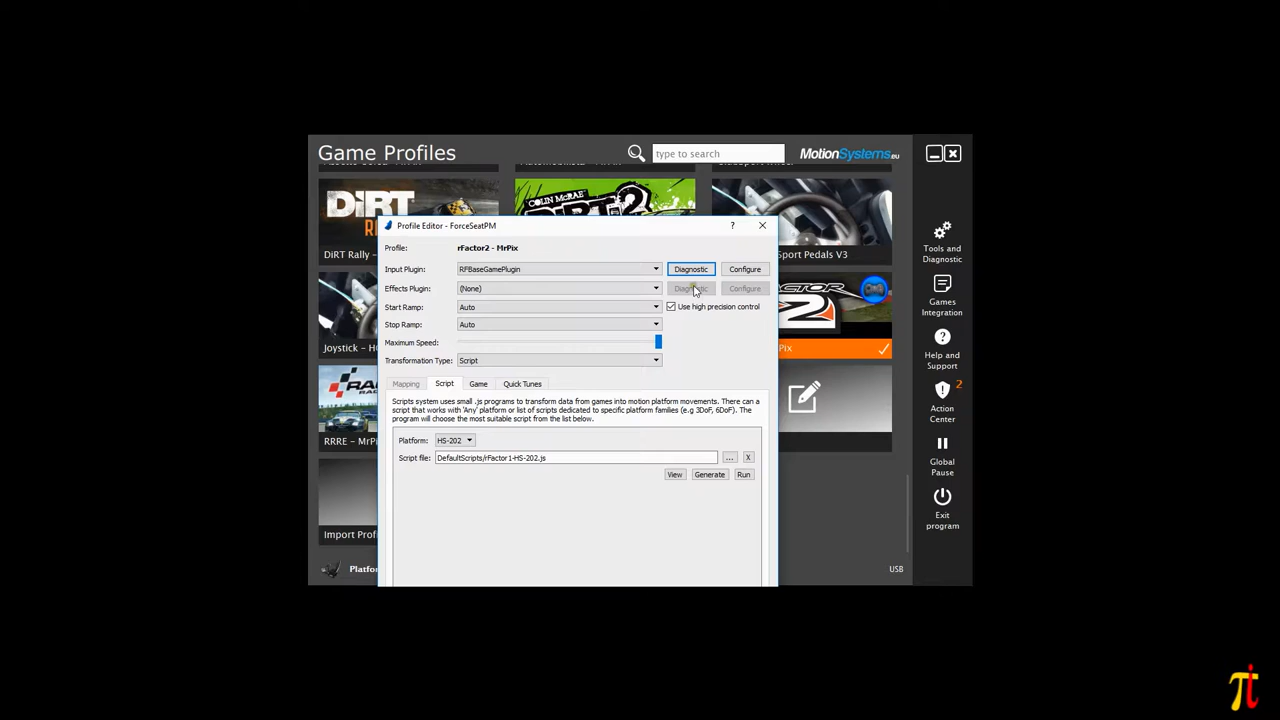 Game Profiles
type to search
MotionSystems.eu
DiRT
COLIN McRAE
DiRT Rally -
Sport Pedals V3
Profile Editor - ForceSeatPM
Profile: rFactor2 - MrPix
Input Plugin: RFBaseGamePlugin Diagnostic Configure
Effects Plugin: (None) Configure
Start Ramp: Auto Use high precision control
Stop Ramp: Auto
Maximum Speed:
Transformation Type: Script
Mapping Script Game Quick Tunes
Scripts system uses small .js programs to transform data from games into motion platform movements. There can a
script that works with 'Any' platform or list of scripts dedicated to specific platform families (e.g 3DoF, 6DoF). The
program will choose the most suitable script from the list below.
Platform: HS-202
Script file: DefaultScripts/rFactor1-HS-202.js ... X
View Generate Run
Joystick - H
RRRE - MrPi
Import Profi
Platfo
USB
Tools and
Diagnostic
Games
Integration
Help and
Support
2
Action
Center
Global
Pause
Exit
program